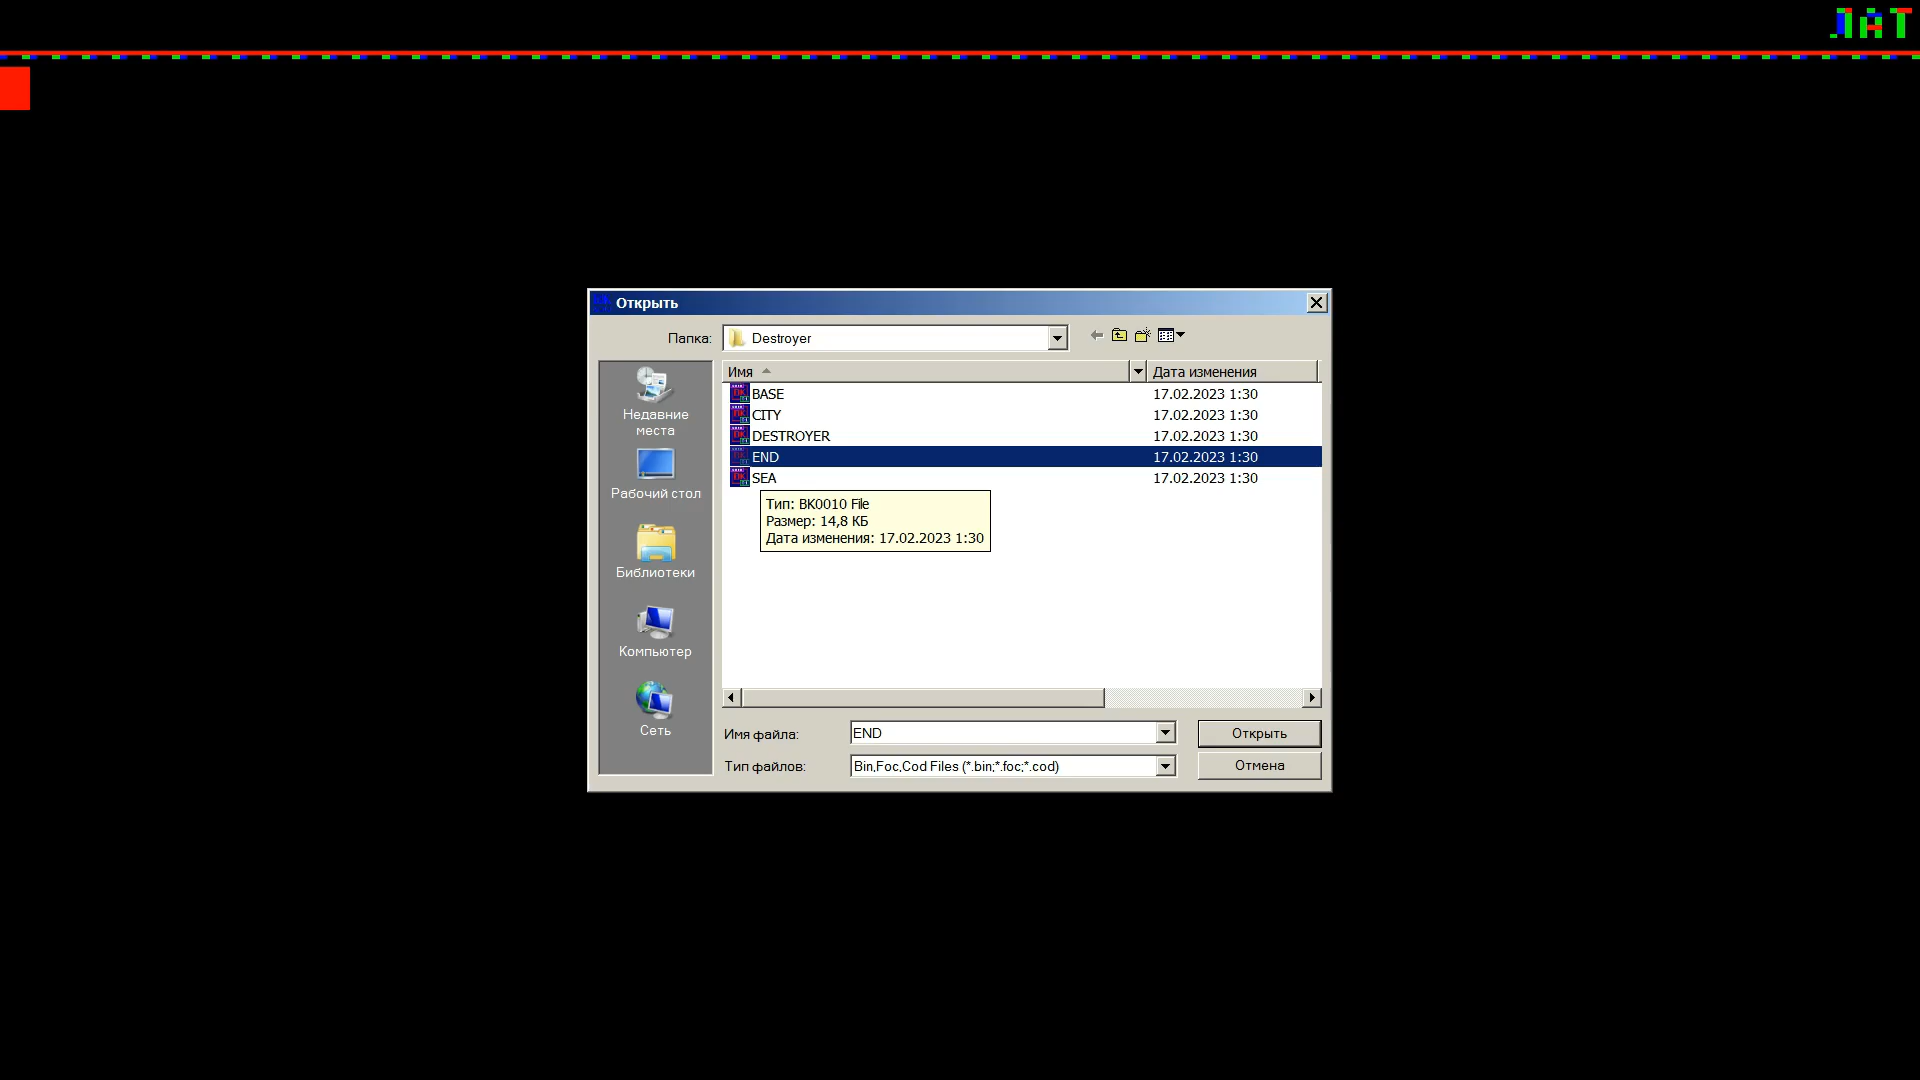 ЛАТ
Открыть
Папка: Destroyer
Имя Дата изменения
BASE 17.02.2023 1:30
CITY 17.02.2023 1:30
DESTROYER 17.02.2023 1:30
END 17.02.2023 1:30
SEA 17.02.2023 1:30
Тип: BK0010 File
Размер: 14,8 КБ
Дата изменения: 17.02.2023 1:30
Недавние
места
Рабочий стол
Библиотеки
Компьютер
Сеть
Имя файла: END Открыть
Тип файлов: Bin,Foc,Cod Files (*.bin;*.foc;*.cod) Отмена